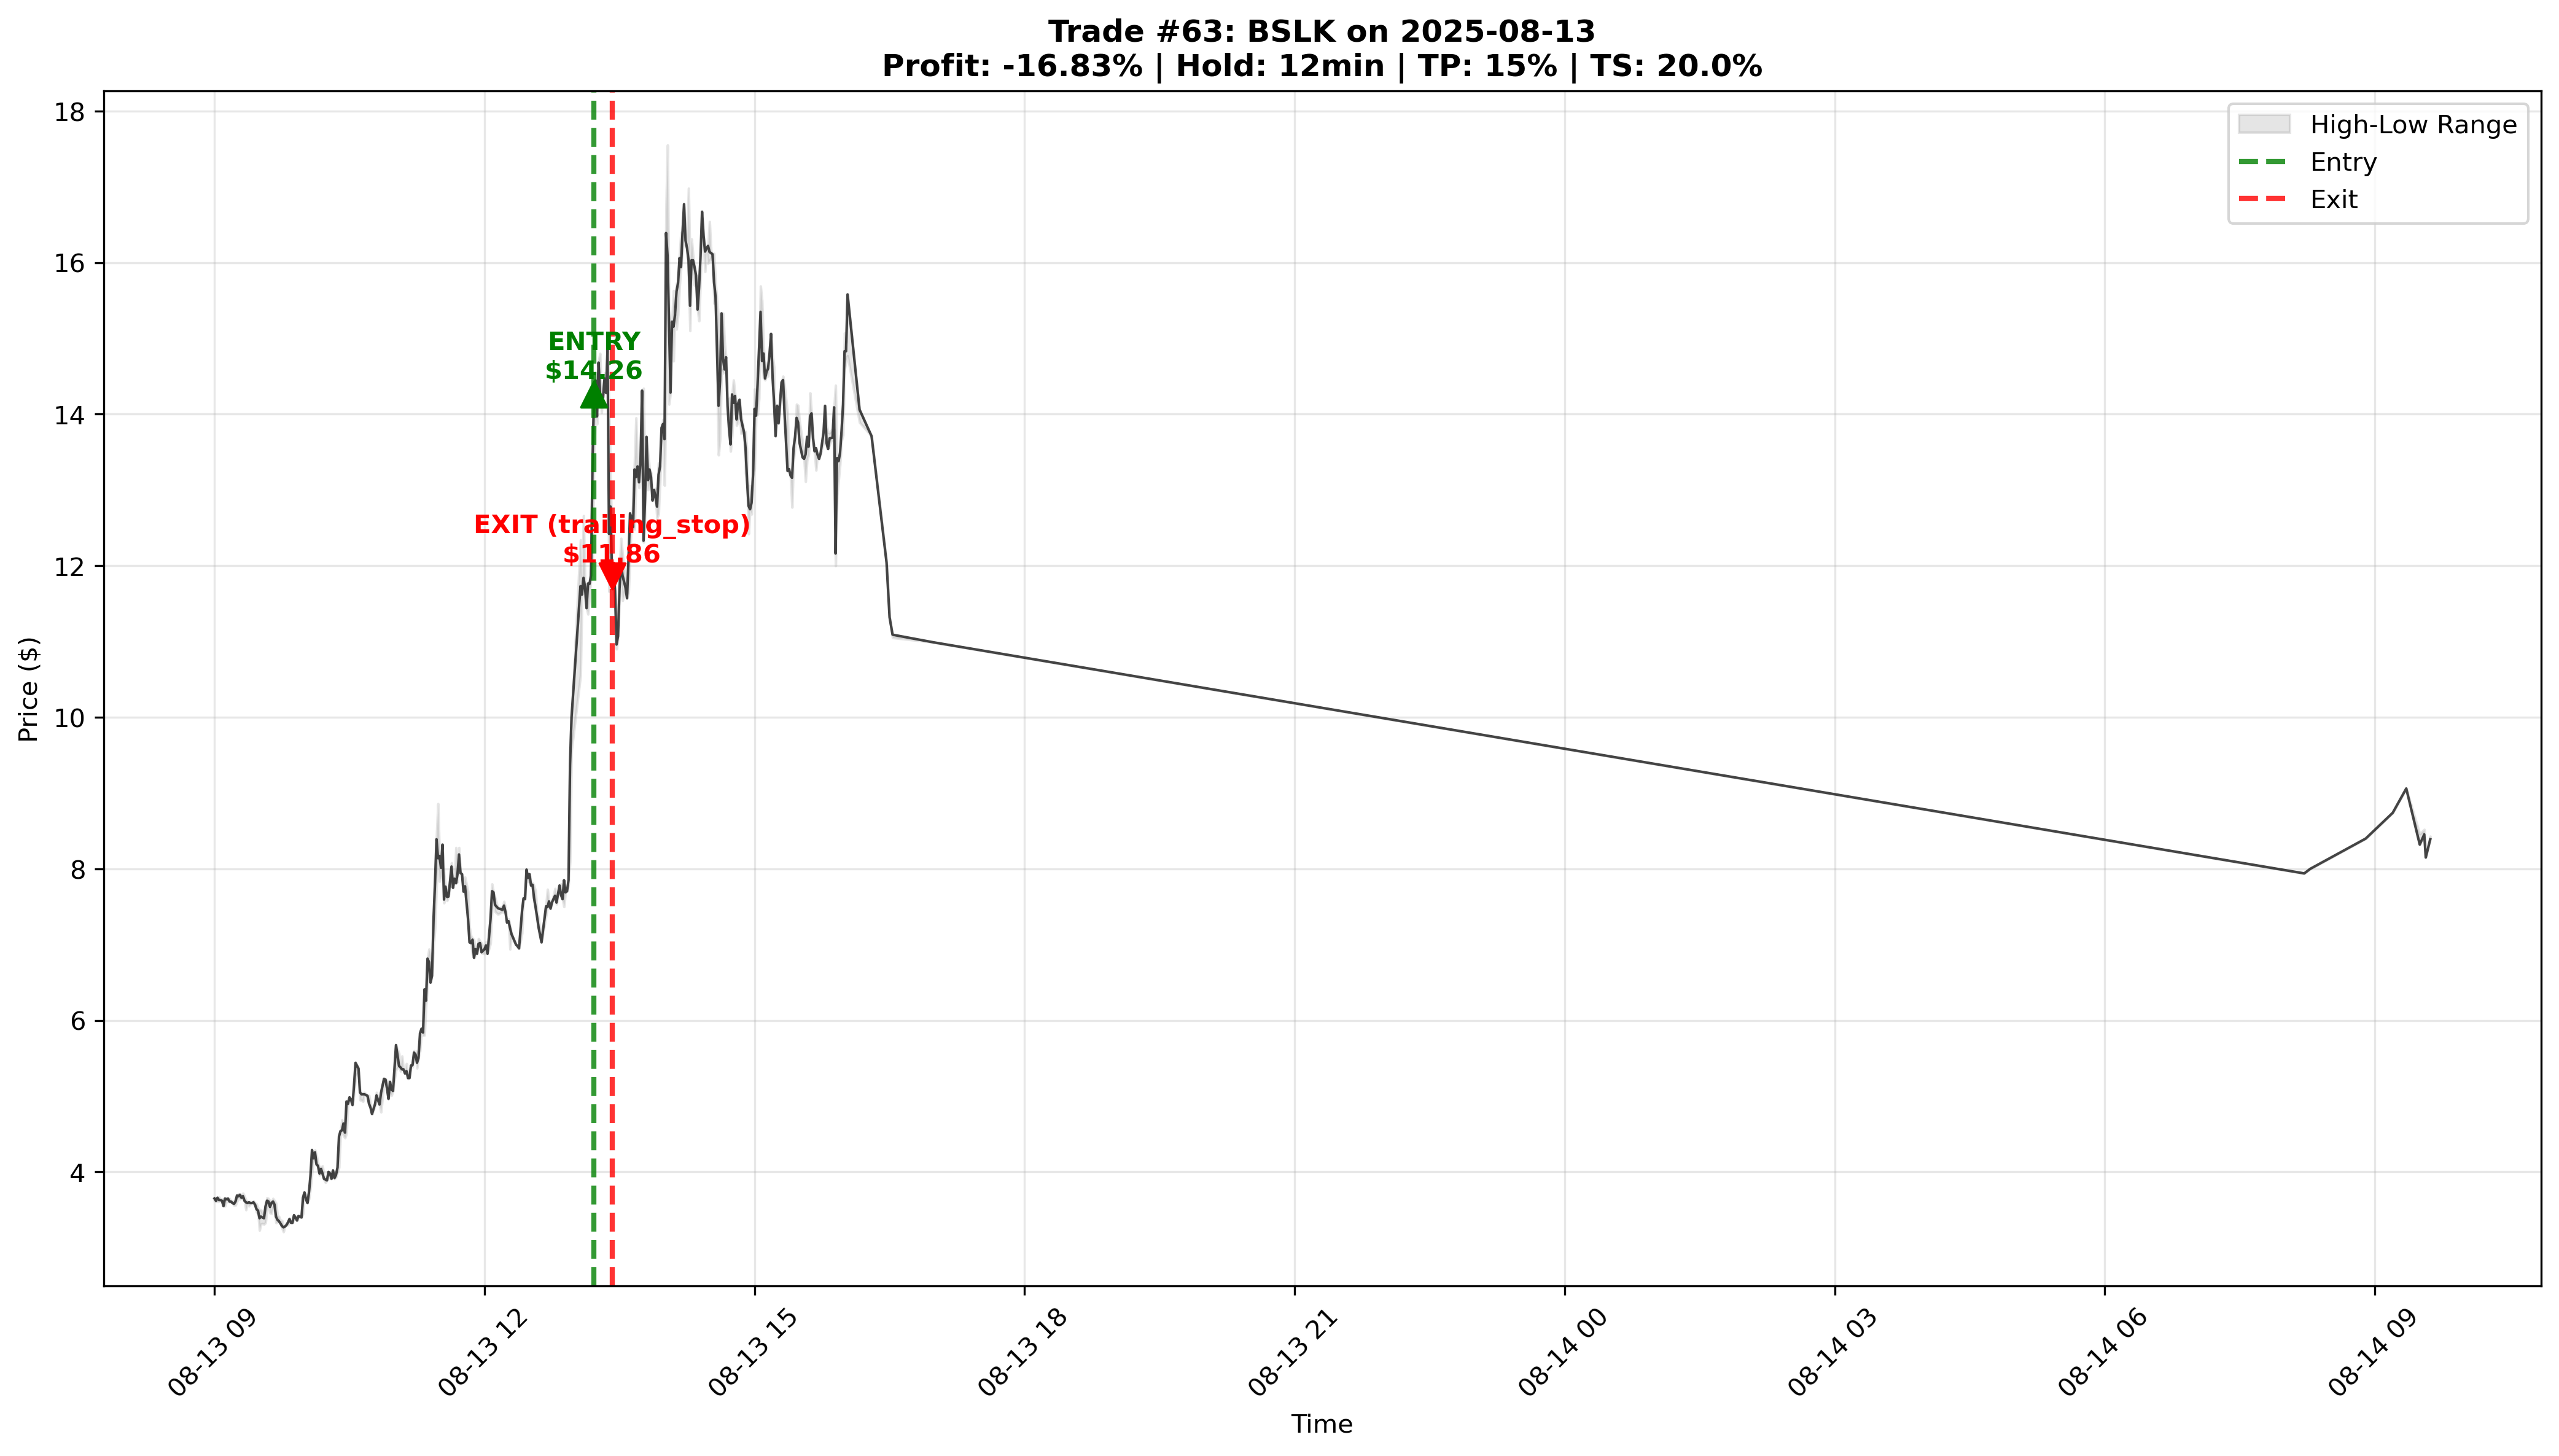 Trade #63: BSLK on 2025-08-13
Profit: -16.83% | Hold: 12min | TP: 15% | TS: 20.0%
High-Low Range
Entry
Exit
ENTRY
$14.26
EXIT (trailing_stop)
$11.86
Price ($)
18
16
14
12
10
8
6
4
08-13 09
08-13 12
08-13 15
08-13 18
08-13 21
08-14 00
08-14 03
08-14 06
08-14 09
Time